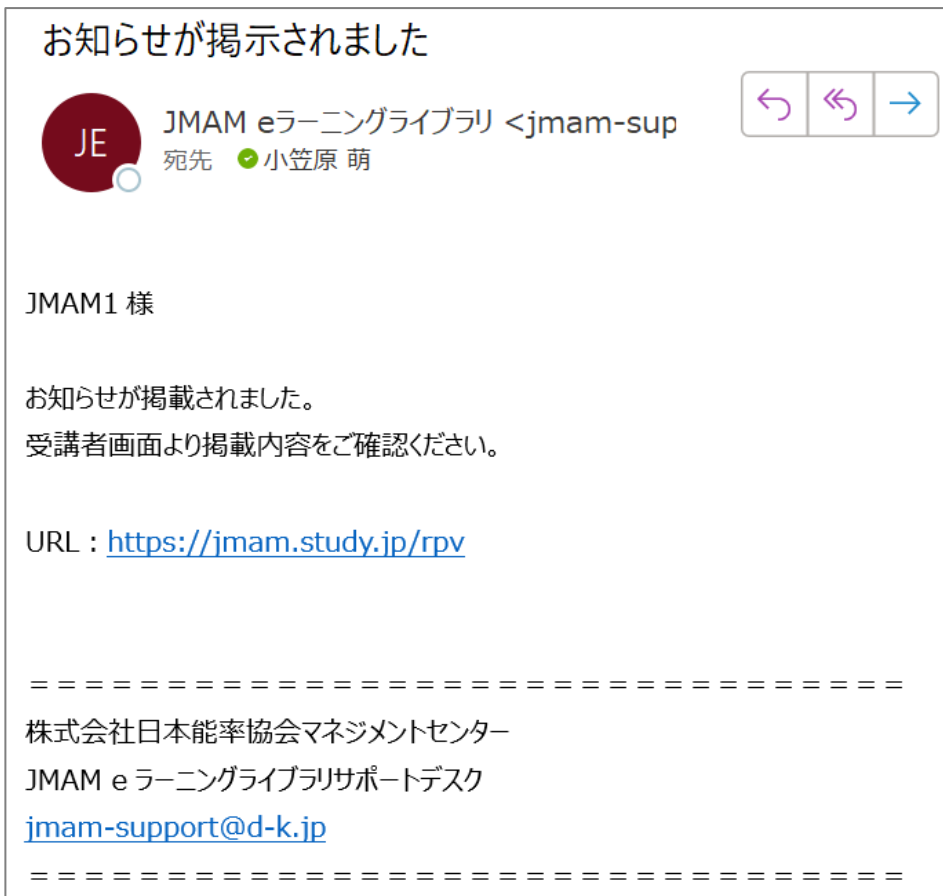 お知らせが掲示されました
JE
JMAM eラーニングライブラリ <jmam-sup
宛先 小笠原 萌
JMAM1 様
お知らせが掲載されました。
受講者画面より掲載内容をご確認ください。
URL：https://jmam.study.jp/rpv
＝＝＝＝＝＝＝＝＝＝＝＝＝＝＝＝＝＝＝＝＝＝＝＝＝＝＝＝＝＝＝＝
株式会社日本能率協会マネジメントセンター
JMAM e ラーニングライブラリサポートデスク
jmam-support@d-k.jp
＝＝＝＝＝＝＝＝＝＝＝＝＝＝＝＝＝＝＝＝＝＝＝＝＝＝＝＝＝＝＝＝